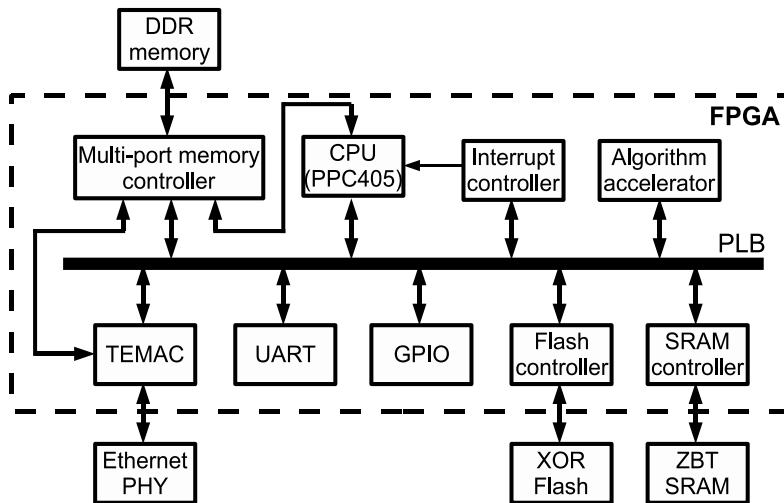 DDR
memory
FPGA
Multi-port memory
controller
CPU
(PPC405)
Interrupt
controller
Algorithm
accelerator
PLB
TEMAC
UART
GPIO
Flash
controller
SRAM
controller
Ethernet
PHY
XOR
Flash
ZBT
SRAM